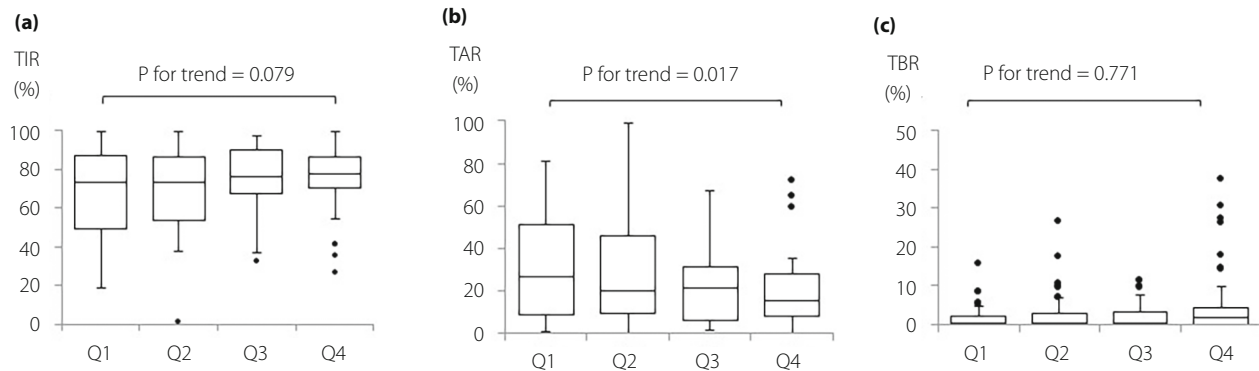 (a)
TIR
(%)
P for trend = 0.079
100
80
60
40
20
0
Q1 Q2 Q3 Q4
(b)
TAR
(%)
P for trend = 0.017
100
80
60
40
20
0
Q1 Q2 Q3 Q4
(c)
TBR
(%)
P for trend = 0.771
50
40
30
20
10
0
Q1 Q2 Q3 Q4